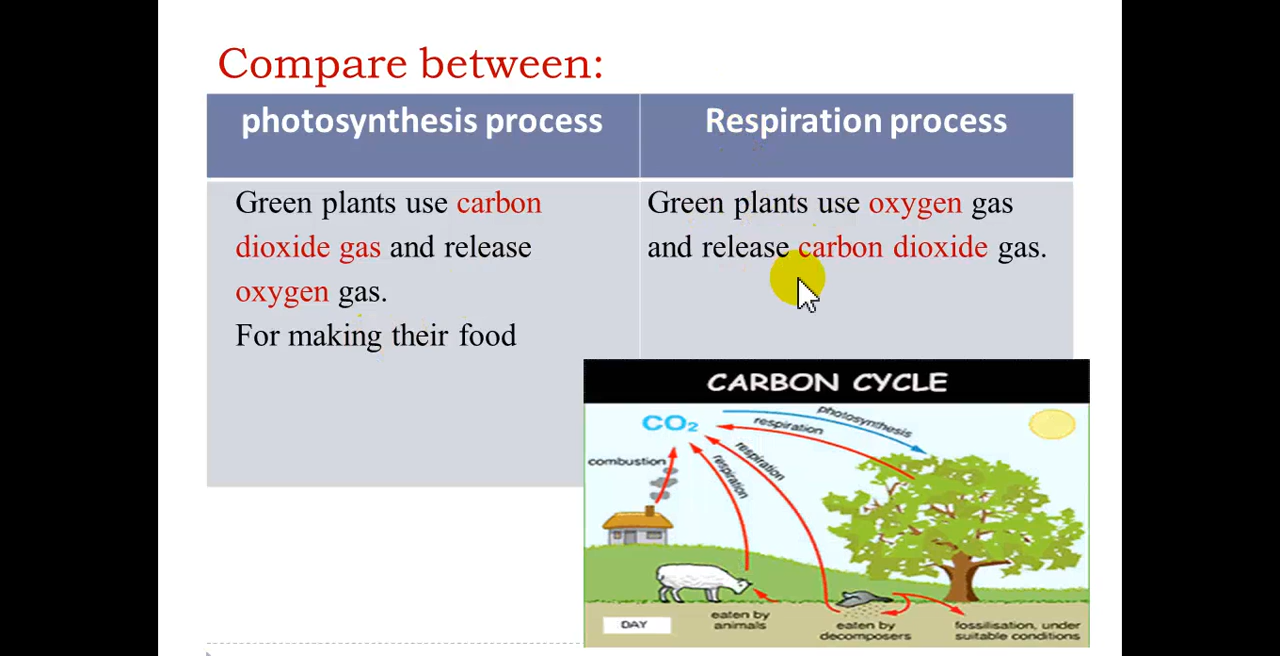 Compare between:
photosynthesis process
Respiration process
Green plants use carbon
dioxide gas and release
oxygen gas.
For making their food
Green plants use oxygen gas
and release carbon dioxide gas.
CARBON CYCLE
CO₂
photosynthesis
respiration
respiration
respiration
combustion
DAY
eaten by
animals
eaten by
decomposers
fossilisation, under
suitable conditions